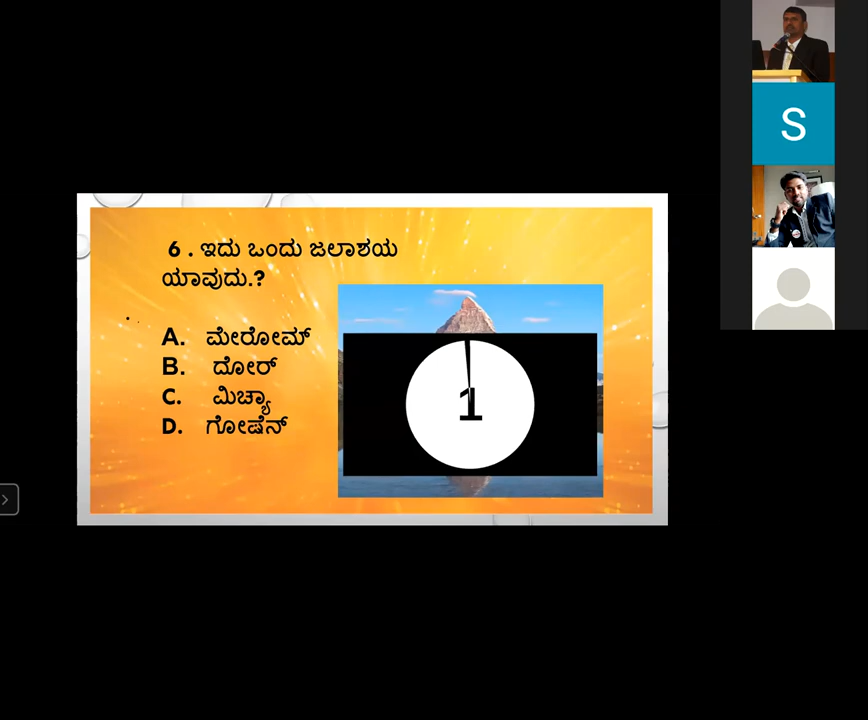 6 . ಇದು ಒಂದು ಜಲಾಶಯ
ಯಾವುದು.?
A. ಮೇರೋಮ್
B. ದೋರ್
C. ಮಿಚ್ಪಾ
D. ಗೋಷೆನ್
1
S